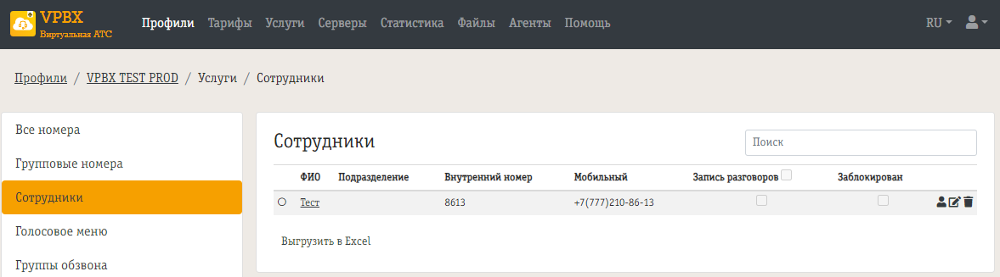 VPBX
Виртуальная АТС
Профили Тарифы Услуги Серверы Статистика Файлы Агенты Помощь RU
Профили / VPBX TEST PROD / Услуги / Сотрудники
Все номера
Групповые номера
Сотрудники
Голосовое меню
Группы обзвона
Сотрудники
Поиск
ФИО Подразделение Внутренний номер Мобильный Запись разговоров Заблокирован
Тест 8613 +7(777)210-86-13
Выгрузить в Excel